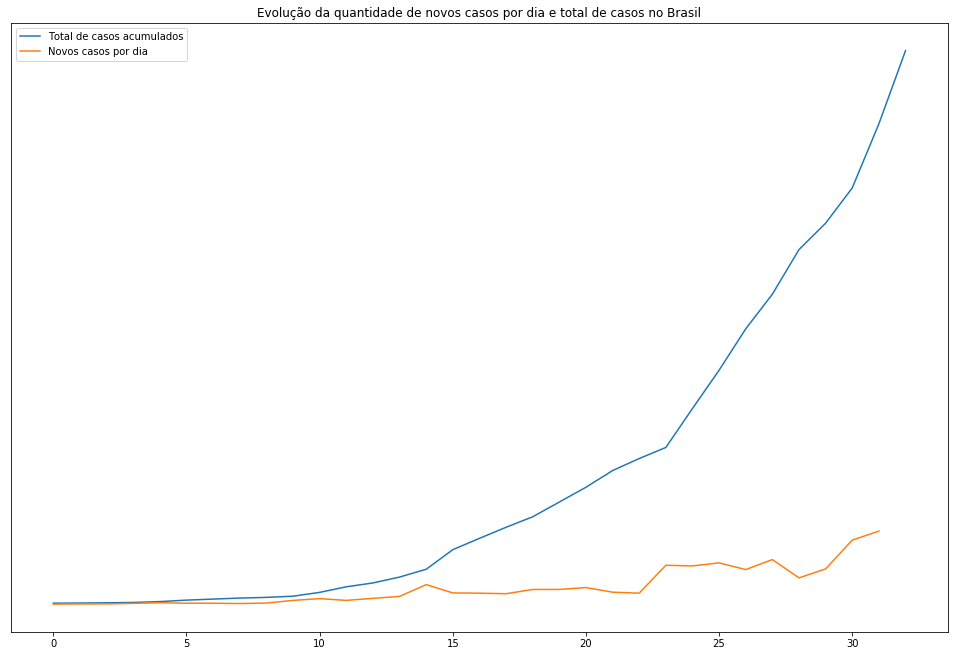 Evolução da quantidade de novos casos por dia e total de casos no Brasil
Total de casos acumulados
Novos casos por dia
0 5 10 15 20 25 30